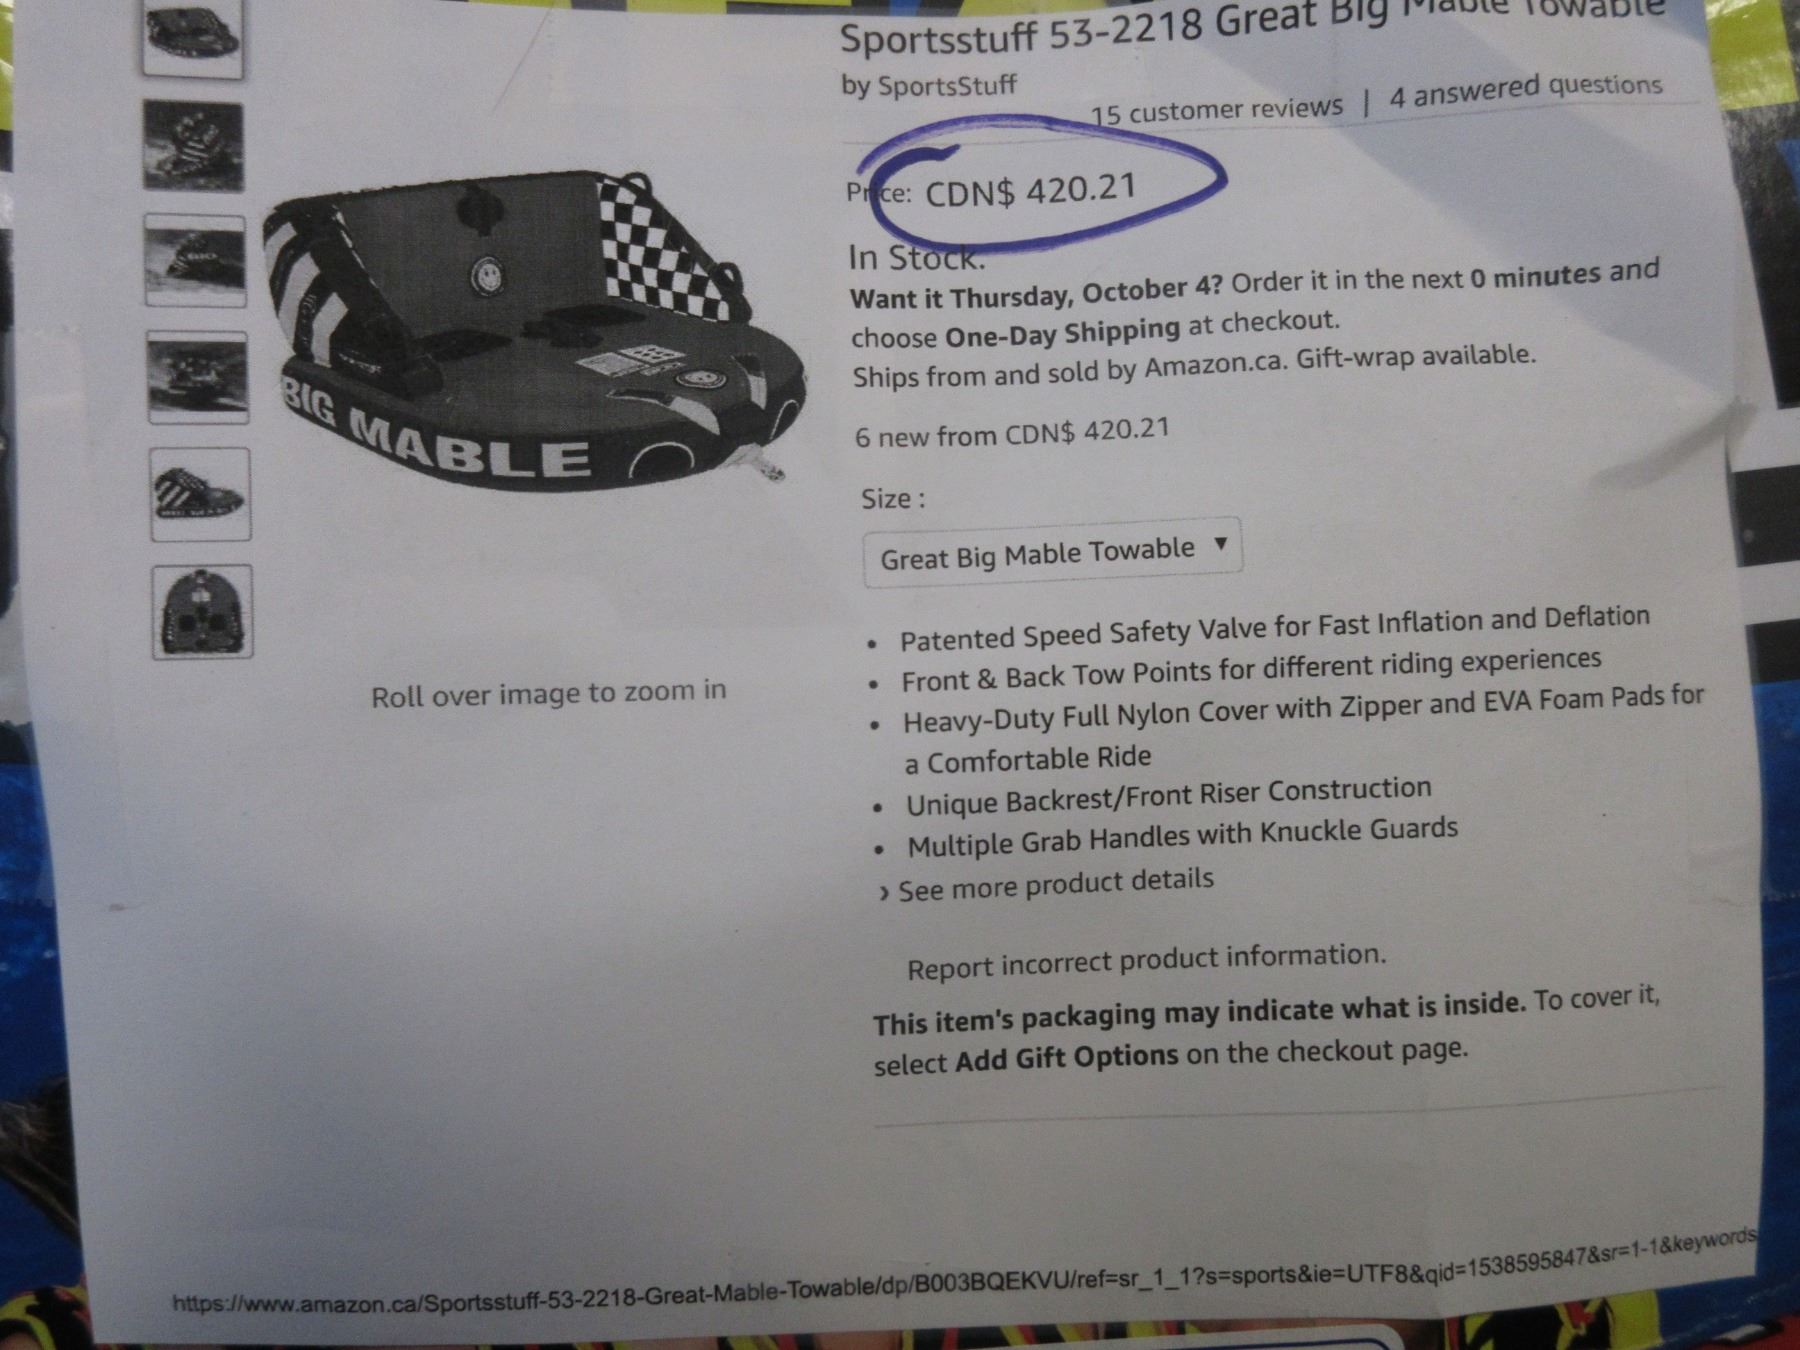 Sportsstuff 53-2218 Great Big Mable Towable
by SportsStuff
15 customer reviews | 4 answered questions
Price: CDN$ 420.21
In Stock.
Want it Thursday, October 4? Order it in the next 0 minutes and
choose One-Day Shipping at checkout.
Ships from and sold by Amazon.ca. Gift-wrap available.
6 new from CDN$ 420.21
Size :
Great Big Mable Towable ▼
BIG MABLE
Roll over image to zoom in
• Patented Speed Safety Valve for Fast Inflation and Deflation
• Front & Back Tow Points for different riding experiences
• Heavy-Duty Full Nylon Cover with Zipper and EVA Foam Pads for
a Comfortable Ride
• Unique Backrest/Front Riser Construction
• Multiple Grab Handles with Knuckle Guards
› See more product details
Report incorrect product information.
This item's packaging may indicate what is inside. To cover it,
select Add Gift Options on the checkout page.
https://www.amazon.ca/Sportsstuff-53-2218-Great-Mable-Towable/dp/B003BQEKVU/ref=sr_1_1?s=sports&ie=UTF8&qid=1538595847&sr=1-1&keywords